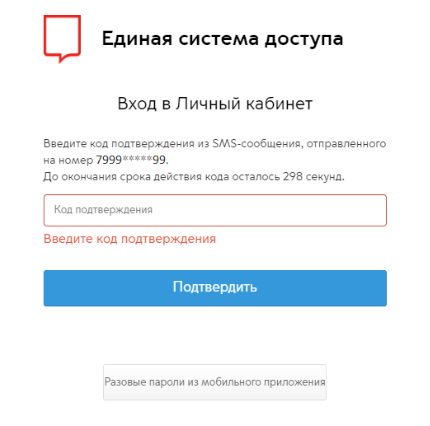 Единая система доступа
Вход в Личный кабинет
Введите код подтверждения из SMS-сообщения, отправленного
на номер 7999*****99.
До окончания срока действия кода осталось 298 секунд.
Код подтверждения
Введите код подтверждения
Подтвердить
Разовые пароли из мобильного приложения